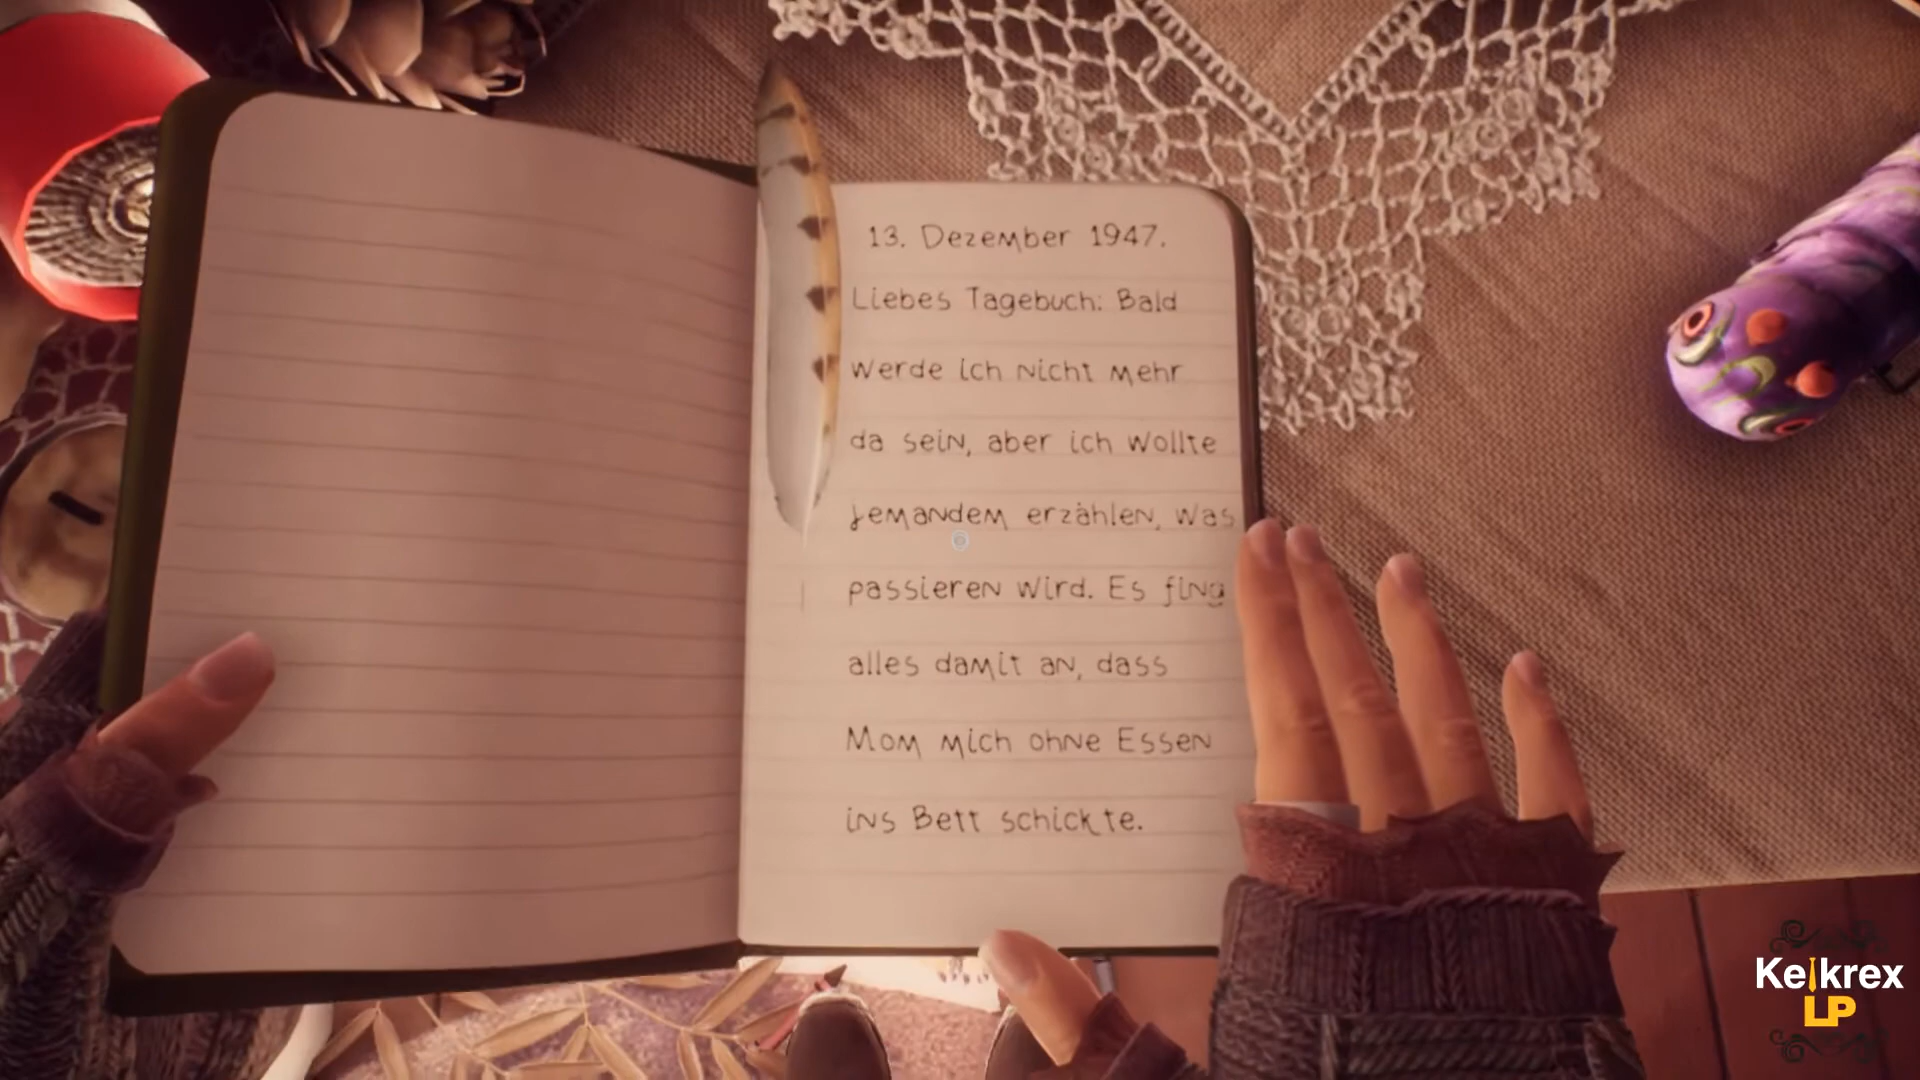 13. Dezember 1947.
Liebes Tagebuch: Bald
werde ich nicht mehr
da sein, aber ich wollte
jemandem erzählen, was
passieren wird. Es fing
alles damit an, dass
Mom mich ohne Essen
ins Bett schickte.
Keikrex
LP